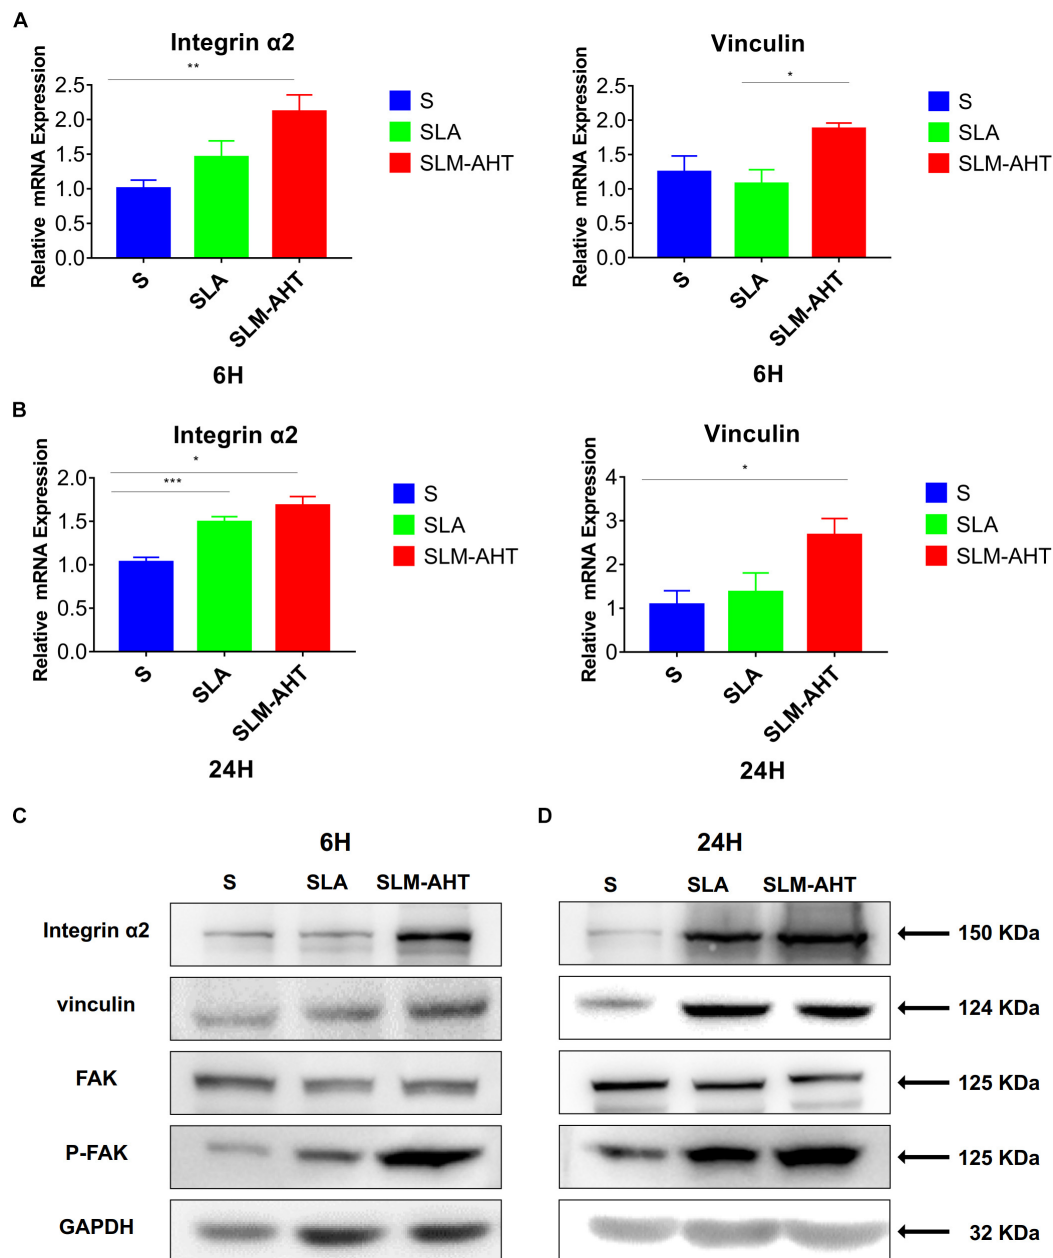 A
Integrin α2
Vinculin
**
*
Relative mRNA Expression
2.5
2.0
1.5
1.0
0.5
0.0
S
SLA
SLM-AHT
S
SLA
SLM-AHT
6H
Relative mRNA Expression
2.5
2.0
1.5
1.0
0.5
0.0
S
SLA
SLM-AHT
S
SLA
SLM-AHT
6H
B
Integrin α2
Vinculin
*
***
*
Relative mRNA Expression
2.0
1.5
1.0
0.5
0.0
S
SLA
SLM-AHT
S
SLA
SLM-AHT
24H
Relative mRNA Expression
4
3
2
1
0
S
SLA
SLM-AHT
S
SLA
SLM-AHT
24H
C
6H
S SLA SLM-AHT
Integrin α2
vinculin
FAK
P-FAK
GAPDH
D
24H
S SLA SLM-AHT
150 KDa
124 KDa
125 KDa
125 KDa
32 KDa